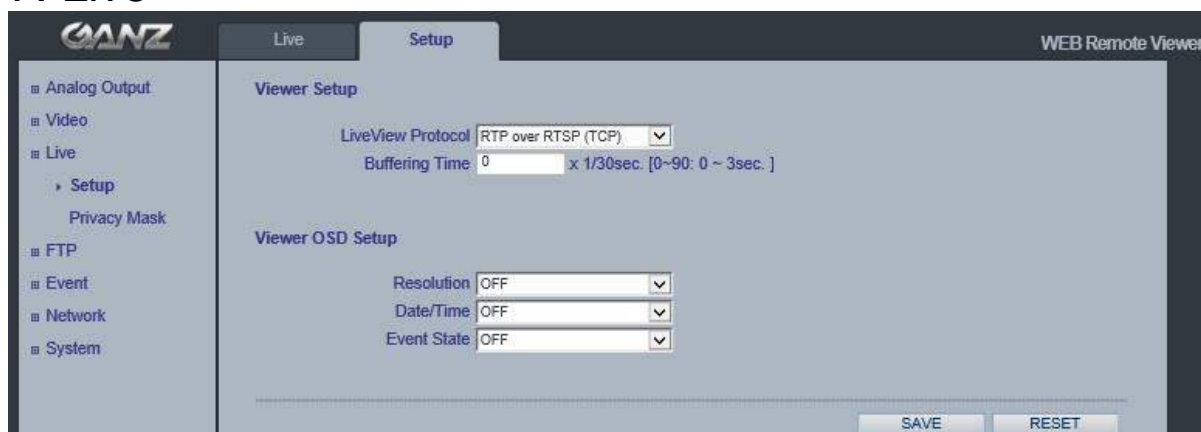 GANZ
Live
Setup
WEB Remote Viewer
Analog Output
Video
Live
Setup
Privacy Mask
FTP
Event
Network
System
Viewer Setup
LiveView Protocol RTP over RTSP (TCP)
Buffering Time 0 x 1/30sec. [0~90: 0 ~ 3sec. ]
Viewer OSD Setup
Resolution OFF
Date/Time OFF
Event State OFF
SAVE
RESET